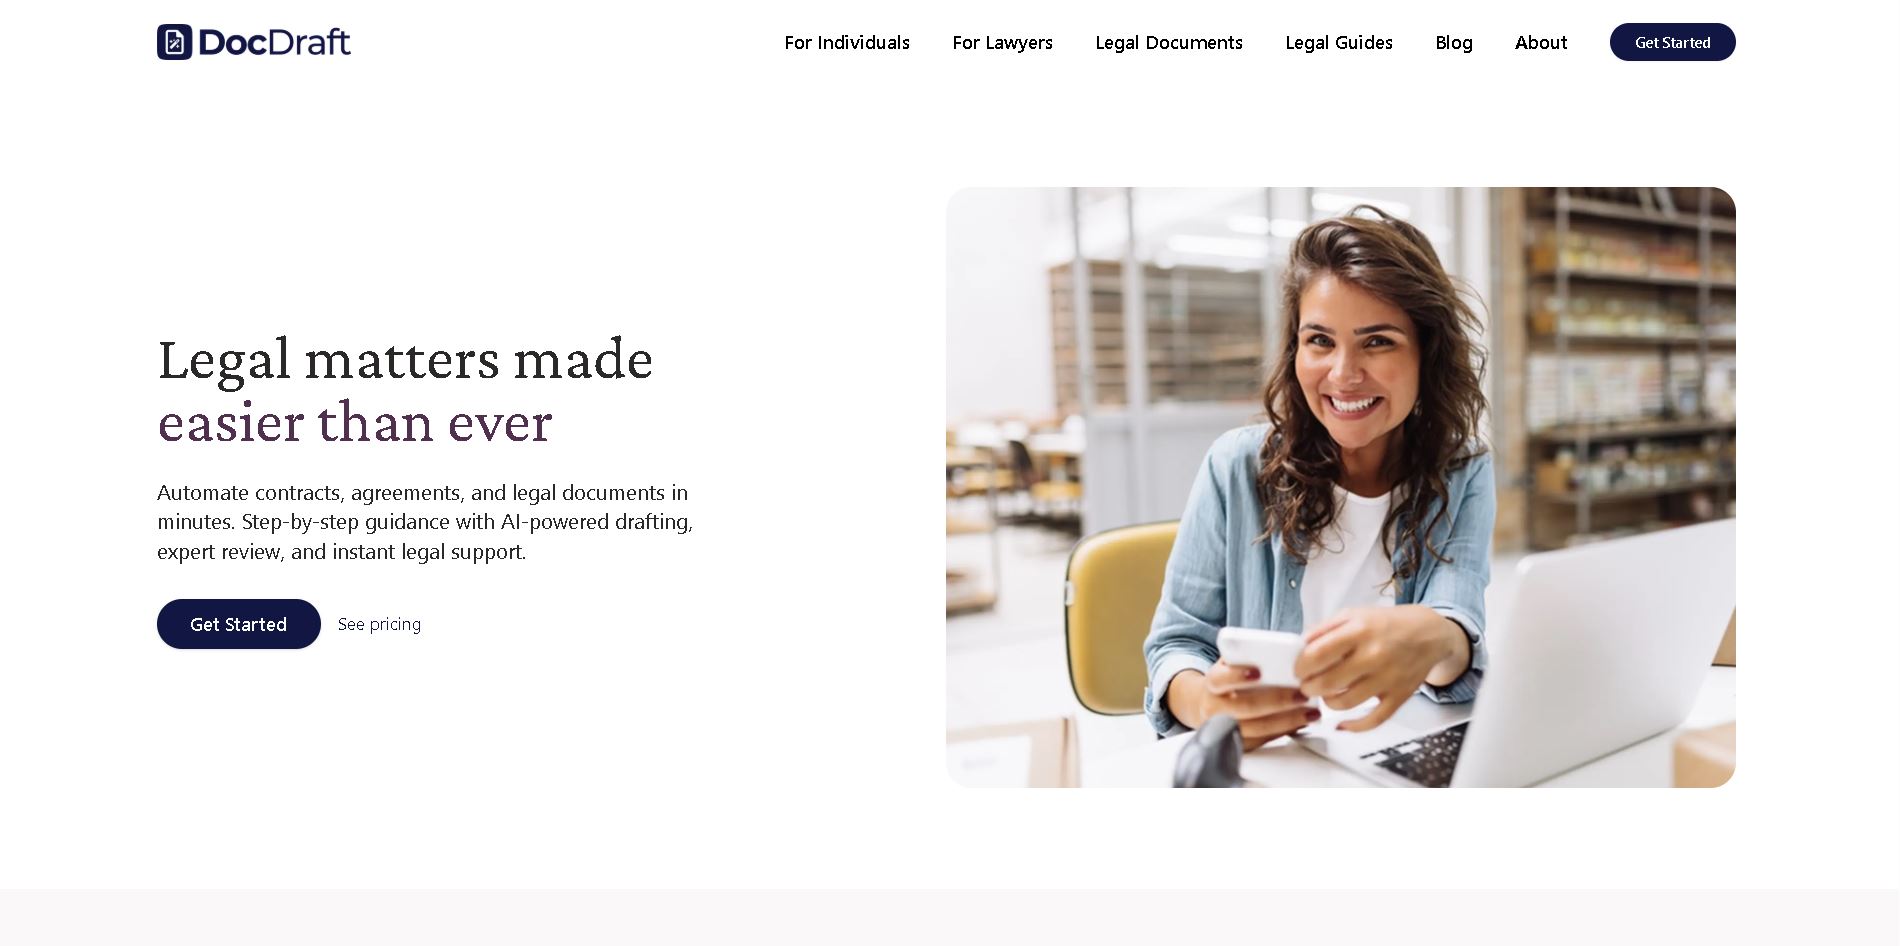 DocDraft
For Individuals
For Lawyers
Legal Documents
Legal Guides
Blog
About
Get Started
Legal matters made
easier than ever
Automate contracts, agreements, and legal documents in
minutes. Step-by-step guidance with AI-powered drafting,
expert review, and instant legal support.
Get Started
See pricing